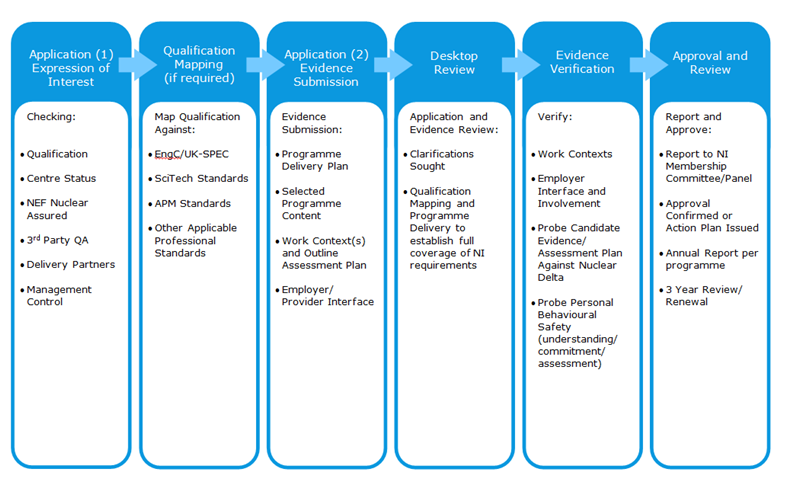 Application (1)
Expression of
Interest
Checking:
• Qualification
• Centre Status
• NEF Nuclear
Assured
• 3rd Party QA
• Delivery Partners
• Management
Control
Qualification
Mapping
(if required)
Map Qualification
Against:
• EngC/UK-SPEC
• SciTech Standards
• APM Standards
• Other Applicable
Professional
Standards
Application (2)
Evidence
Submission
Evidence
Submission:
• Programme
Delivery Plan
• Selected
Programme
Content
• Work Context(s)
and Outline
Assessment Plan
• Employer/
Provider Interface
Desktop
Review
Application and
Evidence Review:
• Clarifications
Sought
• Qualification
Mapping and
Programme
Delivery to
establish full
coverage of NI
requirements
Evidence
Verification
Verify:
• Work Contexts
• Employer
Interface and
Involvement
• Probe Candidate
Evidence/
Assessment Plan
Against Nuclear
Delta
• Probe Personal
Behavioural
Safety
(understanding/
commitment/
assessment)
Approval and
Review
Report and
Approve:
• Report to NI
Membership
Committee/Panel
• Approval
Confirmed or
Action Plan Issued
• Annual Report per
programme
• 3 Year Review/
Renewal